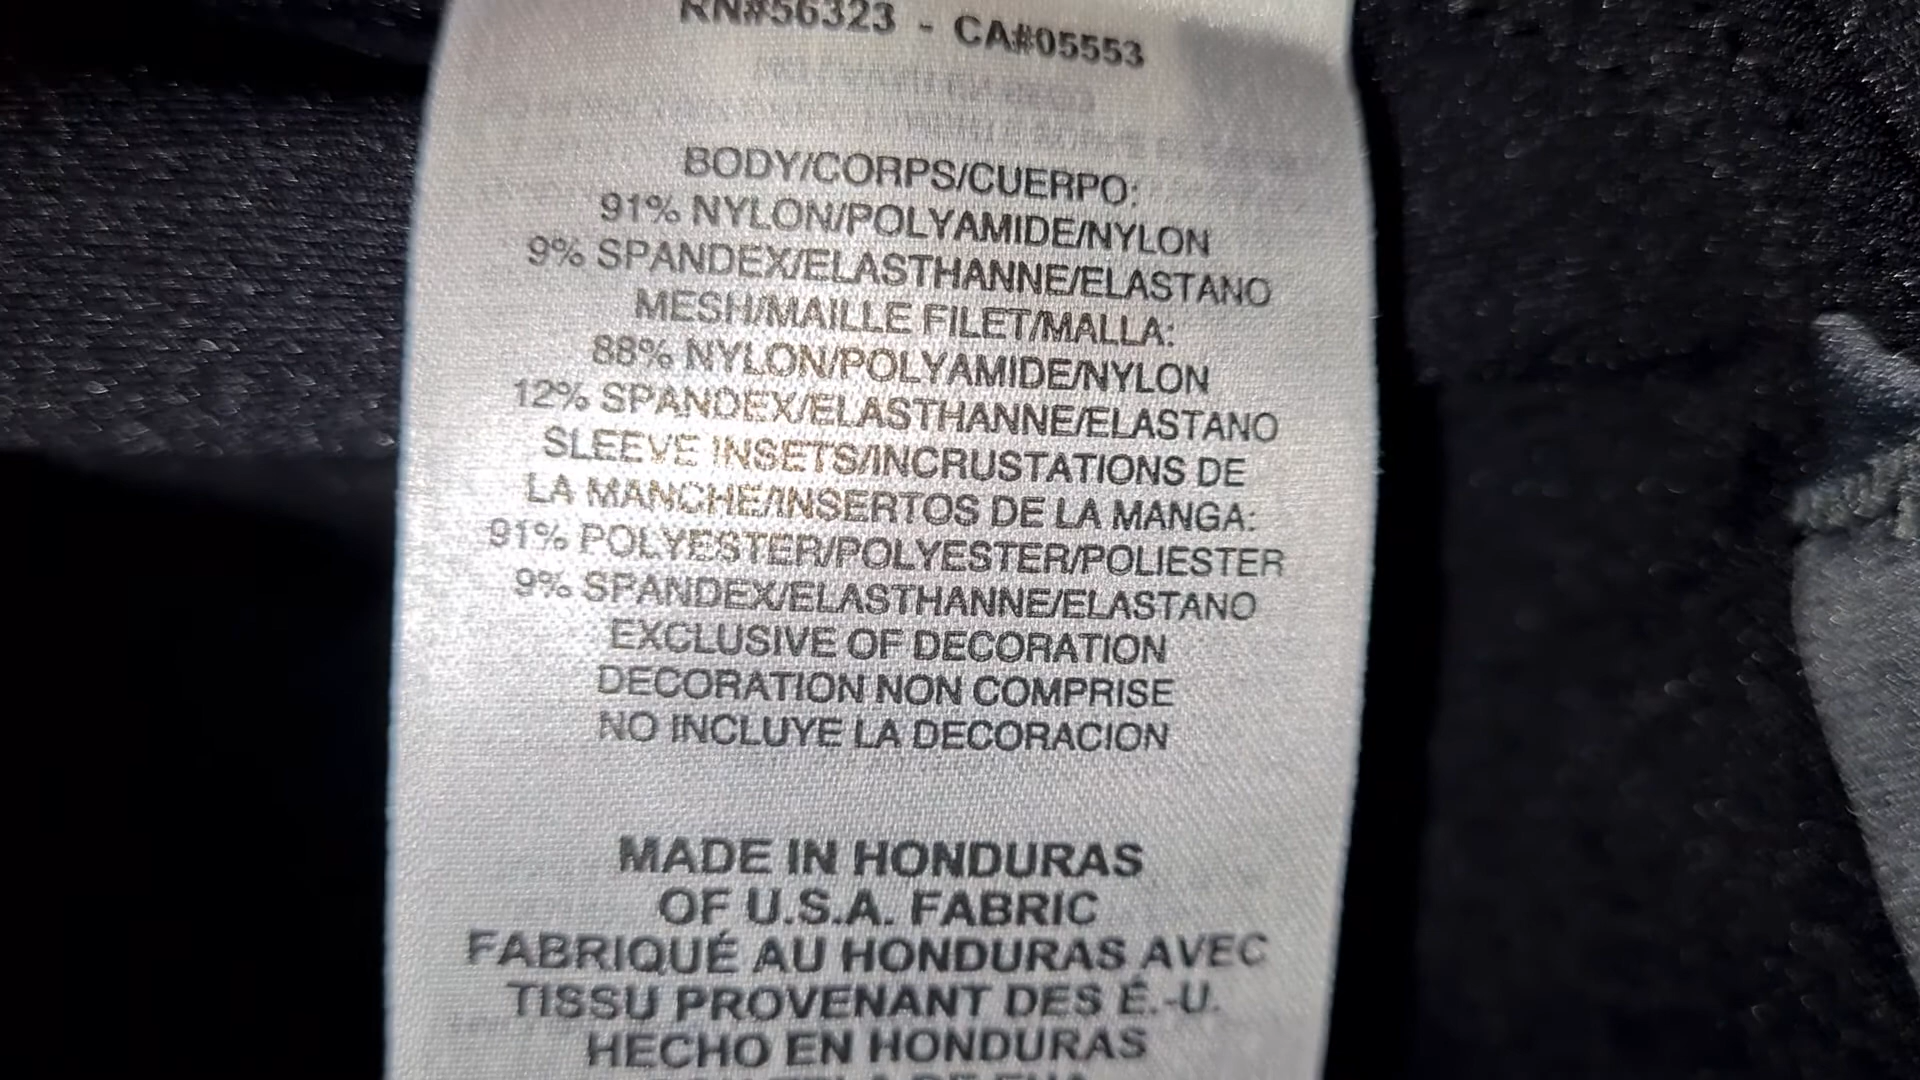 RN#56323 - CA#05553
BODY/CORPS/CUERPO:
91% NYLON/POLYAMIDE/NYLON
9% SPANDEX/ELASTHANNE/ELASTANO
MESH/MAILLE FILET/MALLA:
88% NYLON/POLYAMIDE/NYLON
12% SPANDEX/ELASTHANNE/ELASTANO
SLEEVE INSETS/INCRUSTATIONS DE
LA MANCHE/INSERTOS DE LA MANGA:
91% POLYESTER/POLYESTER/POLIESTER
9% SPANDEX/ELASTHANNE/ELASTANO
EXCLUSIVE OF DECORATION
DECORATION NON COMPRISE
NO INCLUYE LA DECORACION
MADE IN HONDURAS
OF U.S.A. FABRIC
FABRIQUÉ AU HONDURAS AVEC
TISSU PROVENANT DES É.-U.
HECHO EN HONDURAS